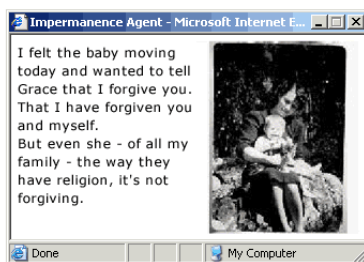 Impermanence Agent - Microsoft Internet E...
I felt the baby moving
today and wanted to tell
Grace that I forgive you.
That I have forgiven you
and myself.
But even she - of all my
family - the way they
have religion, it's not
forgiving.
Done
My Computer